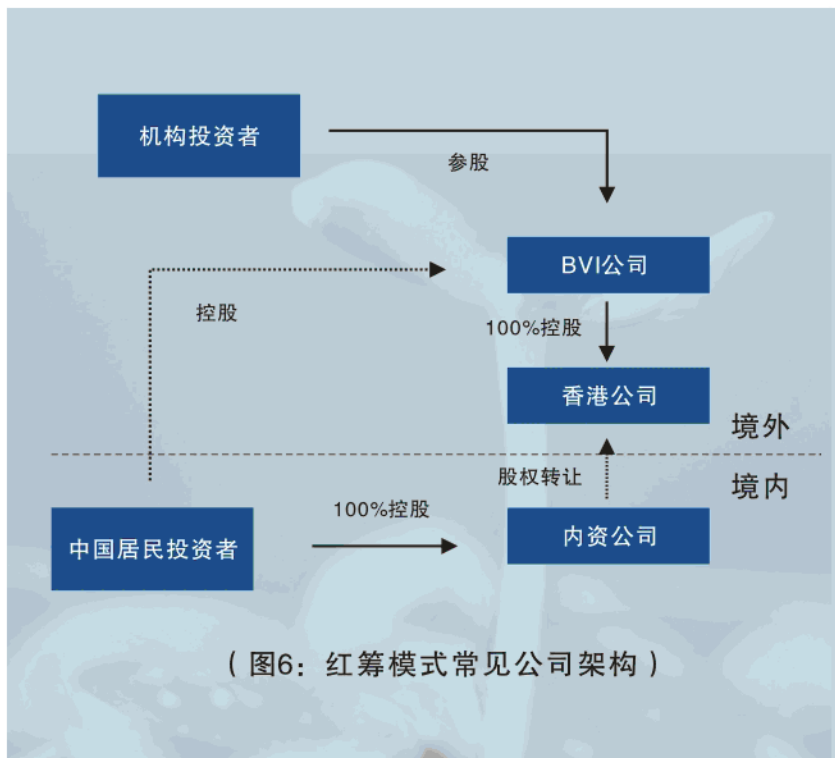 机构投资者
参股
BVI公司
控股
100%控股
香港公司
境外
股权转让
境内
100%控股
中国居民投资者
内资公司
（图6：红筹模式常见公司架构）